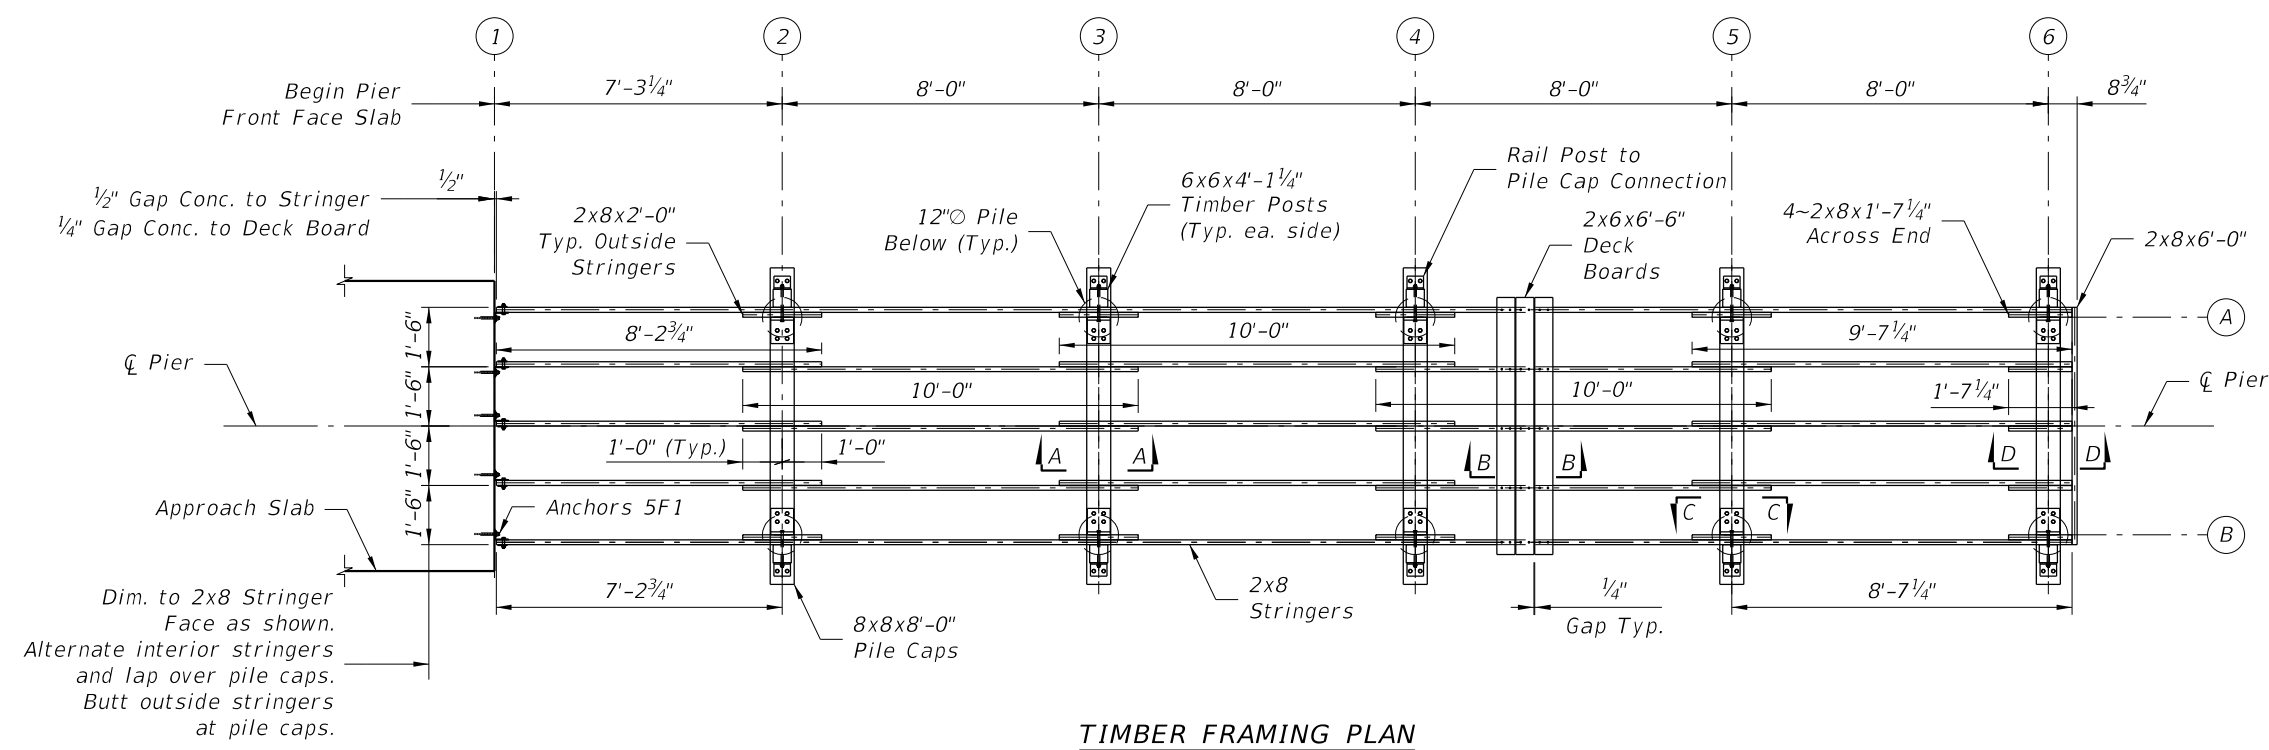 1
2
3
4
5
6
Begin Pier
Front Face Slab
7'-3¼"
8'-0"
8'-0"
8'-0"
8'-0"
8¾"
½"
½" Gap Conc. to Stringer
¼" Gap Conc. to Deck Board
2x8x2'-0"
Typ. Outside
Stringers
12"∅ Pile
Below (Typ.)
6x6x4'-1¼"
Timber Posts
(Typ. ea. side)
Rail Post to
Pile Cap Connection
2x6x6'-6"
Deck
Boards
4~2x8x1'-7¼"
Across End
2x8x6'-0"
A
1'-6"
1'-6"
1'-6"
1'-6"
8'-2¾"
10'-0"
9'-7¼"
℄ Pier
10'-0"
10'-0"
1'-7¼"
℄ Pier
1'-0" (Typ.)
1'-0"
A
A
B
B
D
D
C
C
Approach Slab
Anchors 5F1
B
7'-2¾"
8x8x8'-0"
Pile Caps
2x8
Stringers
¼"
Gap Typ.
8'-7¼"
Dim. to 2x8 Stringer
Face as shown.
Alternate interior stringers
and lap over pile caps.
Butt outside stringers
at pile caps.
TIMBER FRAMING PLAN